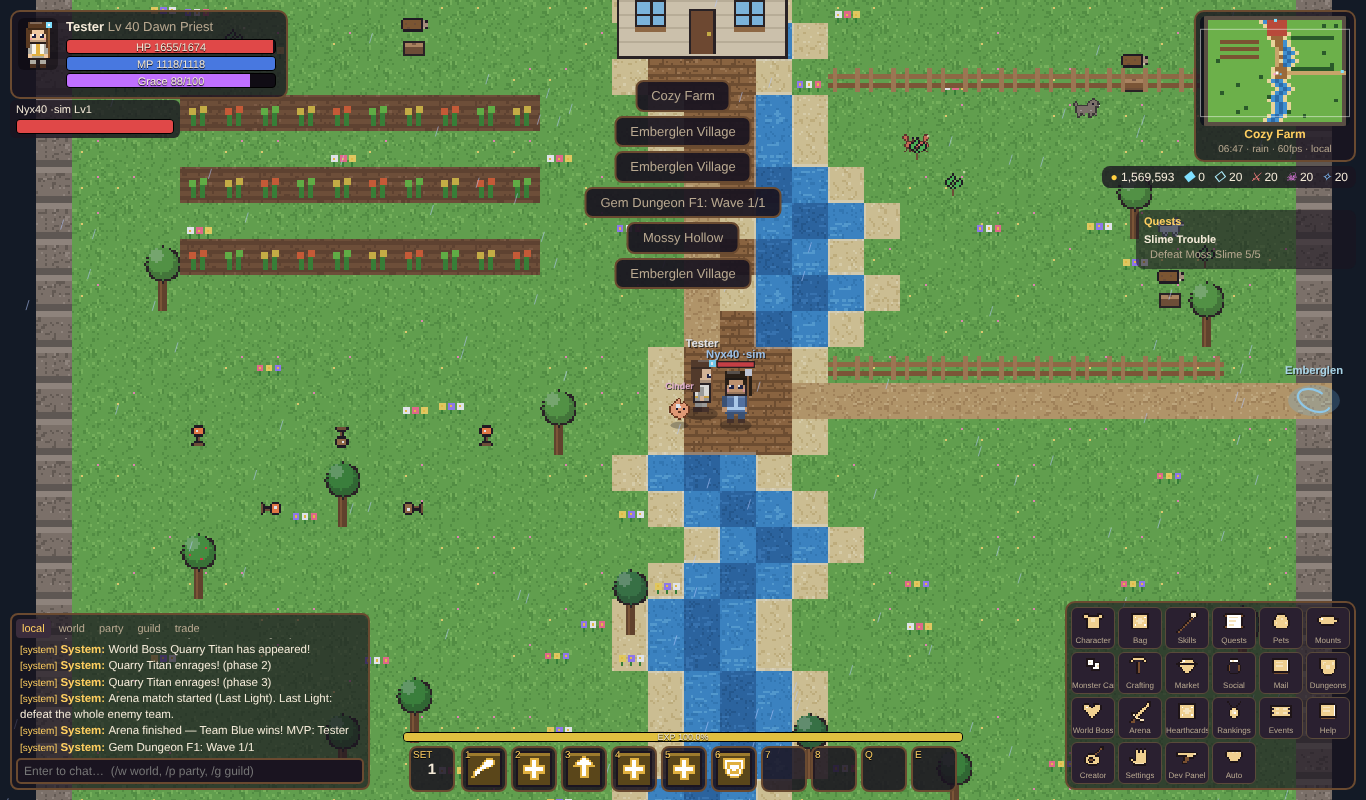 Tester Lv 40 Dawn Priest
HP 1655/1674
MP 1118/1118
Grace 88/100
Nyx40 ·sim Lv1
Cozy Farm
Emberglen Village
Emberglen Village
Gem Dungeon F1: Wave 1/1
Mossy Hollow
Emberglen Village
Cozy Farm
06:47 · rain · 60fps · local
1,569,593 0 20 20 20 20
Quests
Slime Trouble
Defeat Moss Slime 5/5
Tester
Nyx40 ·sim
Cinder
Emberglen
local world party guild trade
[system] System: World Boss Quarry Titan has appeared!
[system] System: Quarry Titan enrages! (phase 2)
[system] System: Quarry Titan enrages! (phase 3)
[system] System: Arena match started (Last Light). Last Light:
defeat the whole enemy team.
[system] System: Arena finished — Team Blue wins! MVP: Tester
[system] System: Gem Dungeon F1: Wave 1/1
Enter to chat… (/w world, /p party, /g guild)
EXP 100.0%
SET 1 2 3 4 5 6 7 8 Q E
1
Character Bag Skills Quests Pets Mounts
Monster Ca Crafting Market Social Mail Dungeons
World Boss Arena Hearthcards Rankings Events Help
Creator Settings Dev Panel Auto